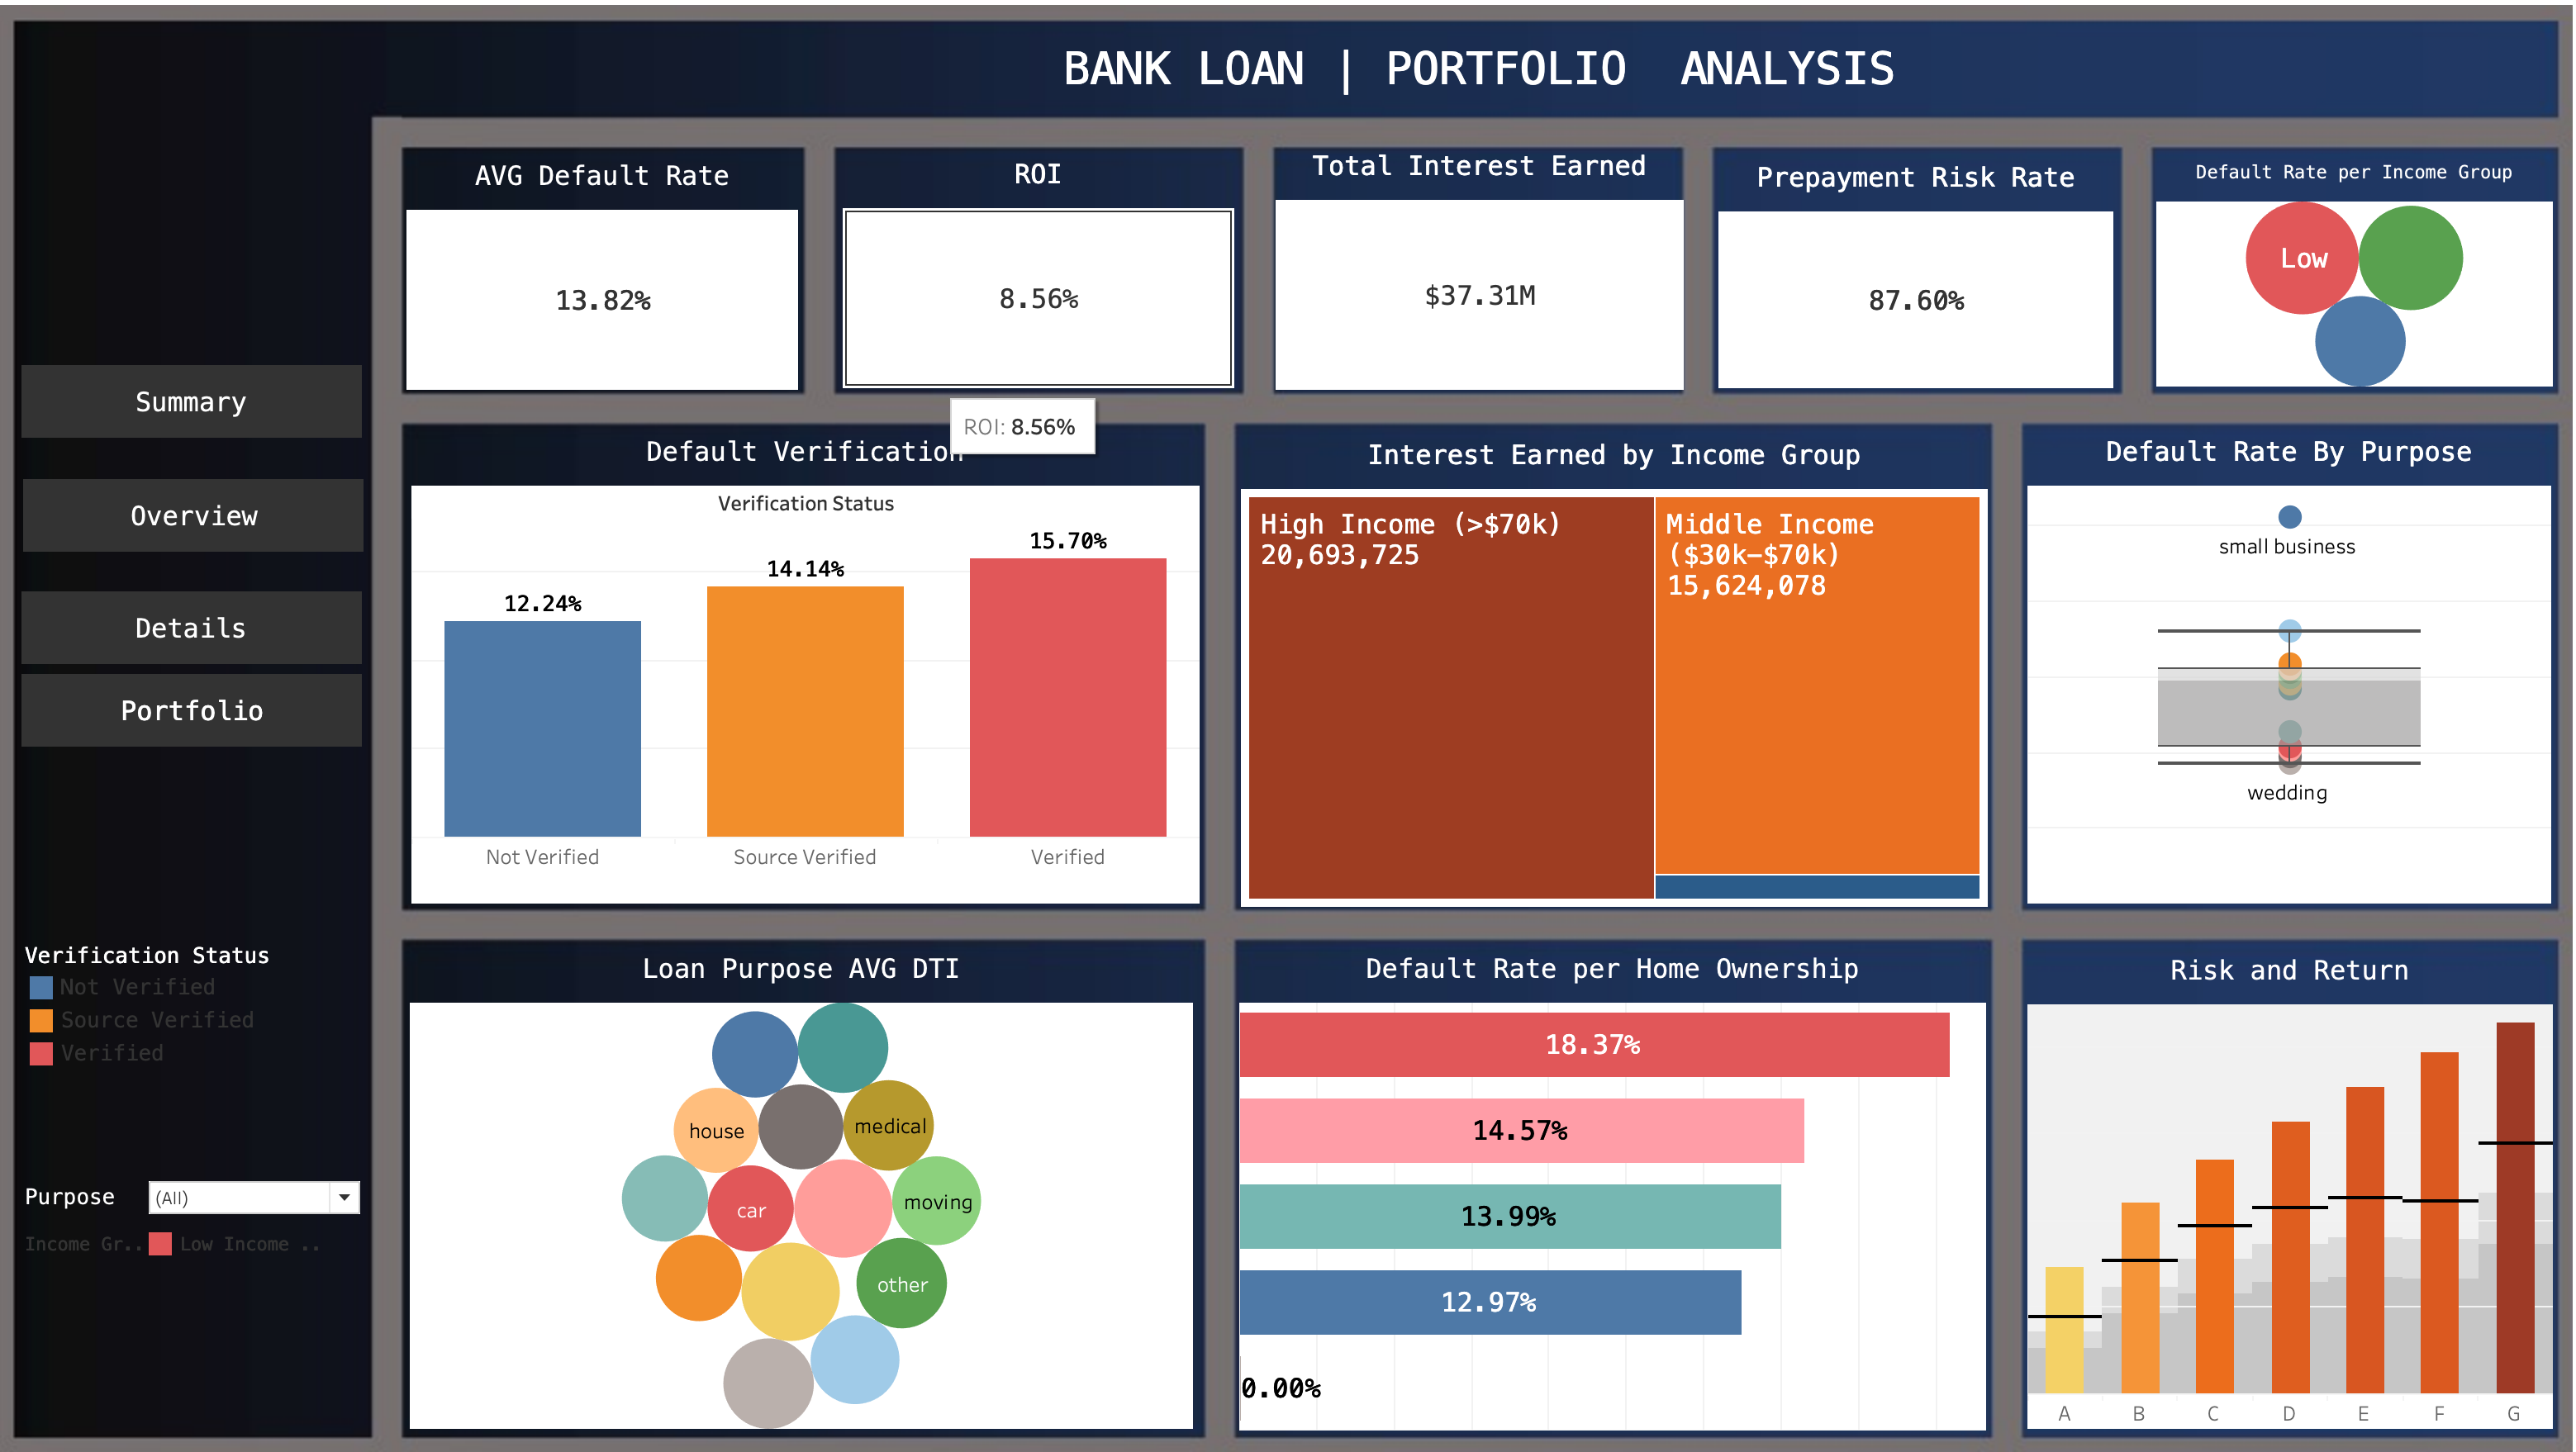 BANK LOAN | PORTFOLIO ANALYSIS
AVG Default Rate
13.82%
ROI
8.56%
Total Interest Earned
$37.31M
Prepayment Risk Rate
87.60%
Default Rate per Income Group
Low
Summary
Overview
Details
Portfolio
Verification Status
Not Verified
Source Verified
Verified
Purpose (All)
Income Gr.. Low Income ..
ROI: 8.56%
Default Verification
Verification Status
12.24%
14.14%
15.70%
Not Verified
Source Verified
Verified
Interest Earned by Income Group
High Income (>$70k)
20,693,725
Middle Income
($30k–$70k)
15,624,078
Default Rate By Purpose
small business
wedding
Loan Purpose AVG DTI
house
medical
car
moving
other
Default Rate per Home Ownership
18.37%
14.57%
13.99%
12.97%
0.00%
Risk and Return
A B C D E F G